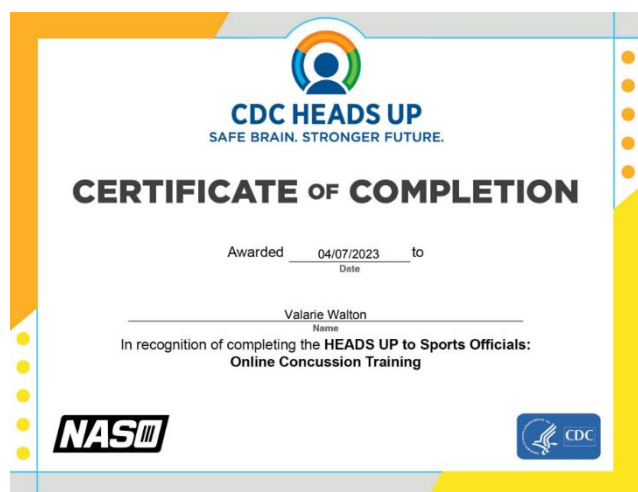 CDC HEADS UP
SAFE BRAIN. STRONGER FUTURE.
CERTIFICATE OF COMPLETION
Awarded 04/07/2023 to
Date
Valarie Walton
Name
In recognition of completing the HEADS UP to Sports Officials:
Online Concussion Training
NASO
CDC